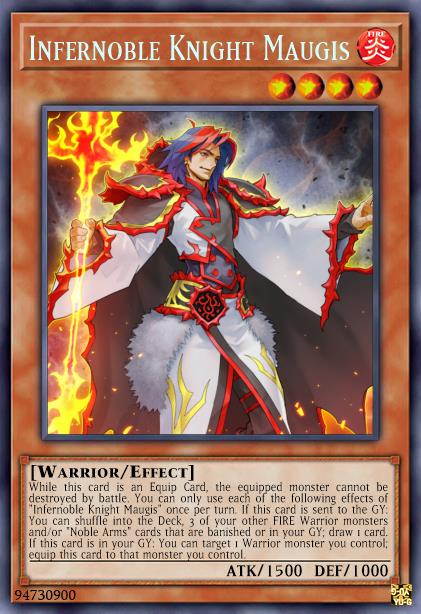 INFERNOBLE KNIGHT MAUGIS
FIRE
炎
[WARRIOR/EFFECT]
While this card is an Equip Card, the equipped monster cannot be
destroyed by battle. You can only use each of the following effects of
"Infernoble Knight Maugis" once per turn. If this card is sent to the GY:
You can shuffle into the Deck, 3 of your other FIRE Warrior monsters
and/or "Noble Arms" cards that are banished or in your GY; draw 1 card.
If this card is in your GY: You can target 1 Warrior monster you control;
equip this card to that monster you control.
ATK/1500 DEF/1000
94730900